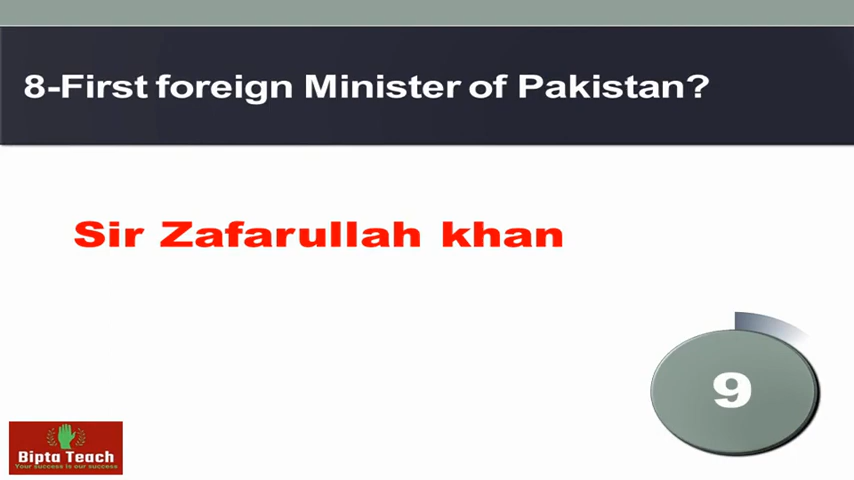 8-First foreign Minister of Pakistan?
Sir Zafarullah khan
9
Bipta Teach
Your success is our success